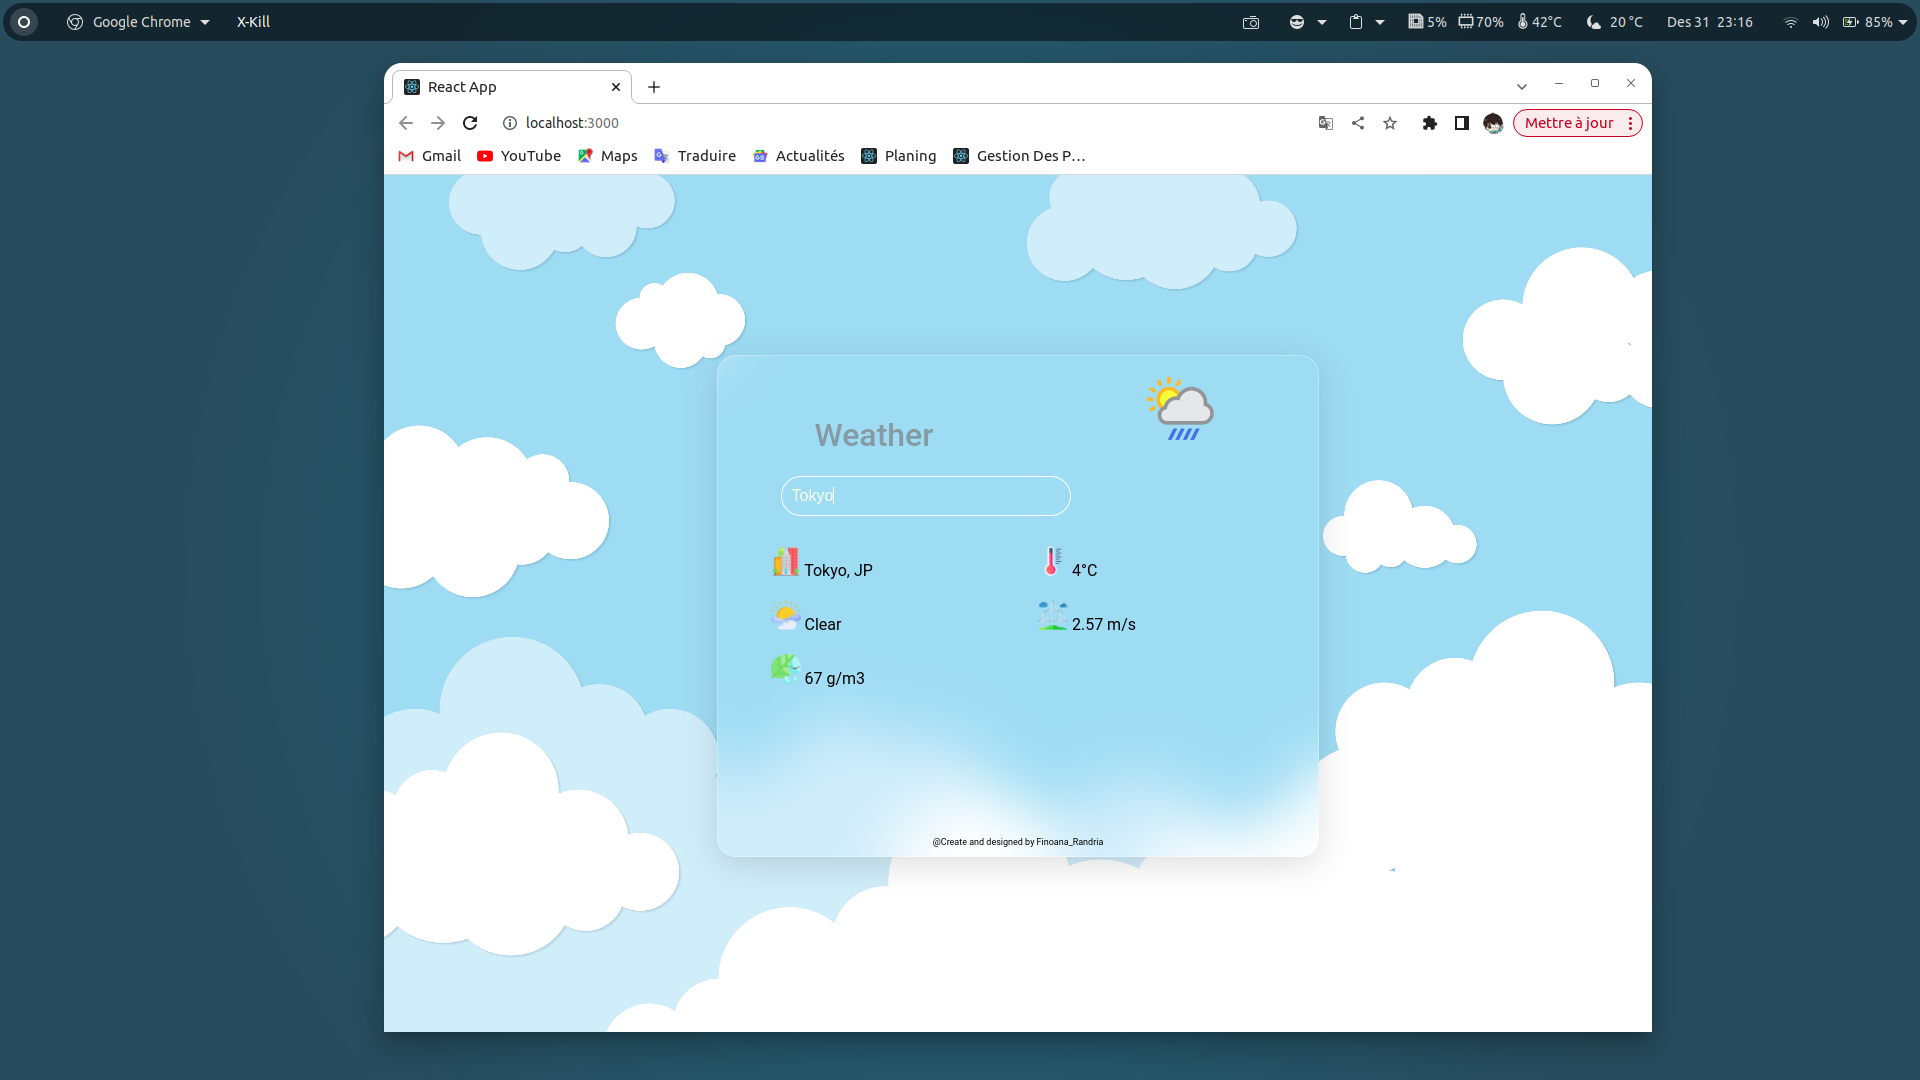 Google Chrome X-Kill 5% 70% 42°C 20 °C Des 31 23:16 85%
React App
localhost:3000 Mettre à jour
Gmail YouTube Maps Traduire Actualités Planing Gestion Des P…
Weather
Tokyo
Tokyo, JP 4°C
Clear 2.57 m/s
67 g/m3
@Create and designed by Finoana_Randria